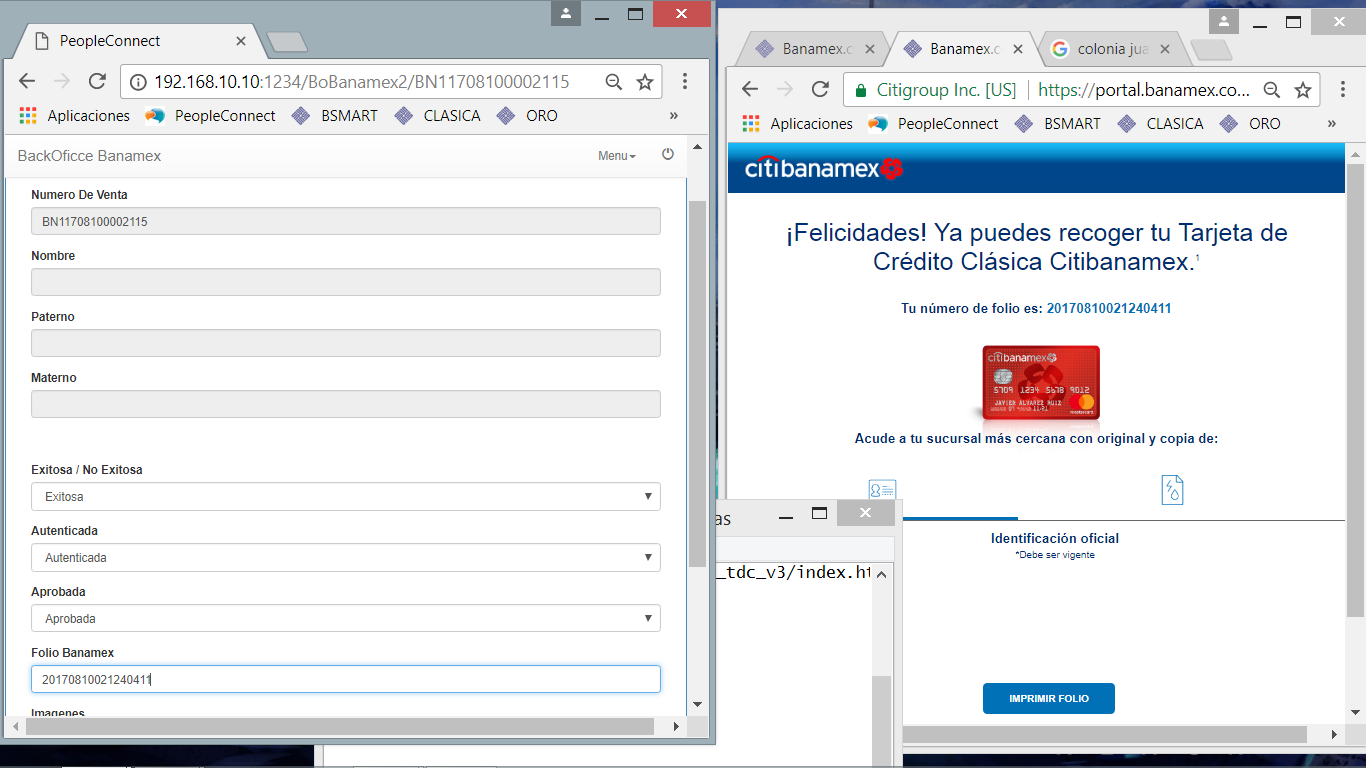 PeopleConnect
192.168.10.10:1234/BoBanamex2/BN11708100002115
Aplicaciones PeopleConnect BSMART CLASICA ORO »
BackOficce Banamex Menu
Numero De Venta
BN11708100002115
Nombre
Paterno
Materno
Exitosa / No Exitosa
Exitosa
Autenticada
Autenticada
Aprobada
Aprobada
Folio Banamex
20170810021240411
Imagenes
as
_tdc_v3/index.ht
Banamex.c Banamex.c colonia jua
Citigroup Inc. [US] https://portal.banamex.co...
Aplicaciones PeopleConnect BSMART CLASICA ORO »
citibanamex
¡Felicidades! Ya puedes recoger tu Tarjeta de
Crédito Clásica Citibanamex.1
Tu número de folio es: 20170810021240411
citibanamex
5709 1234 5678 9012
JAVIER ALVAREZ RUIZ
Acude a tu sucursal más cercana con original y copia de:
Identificación oficial
*Debe ser vigente
IMPRIMIR FOLIO